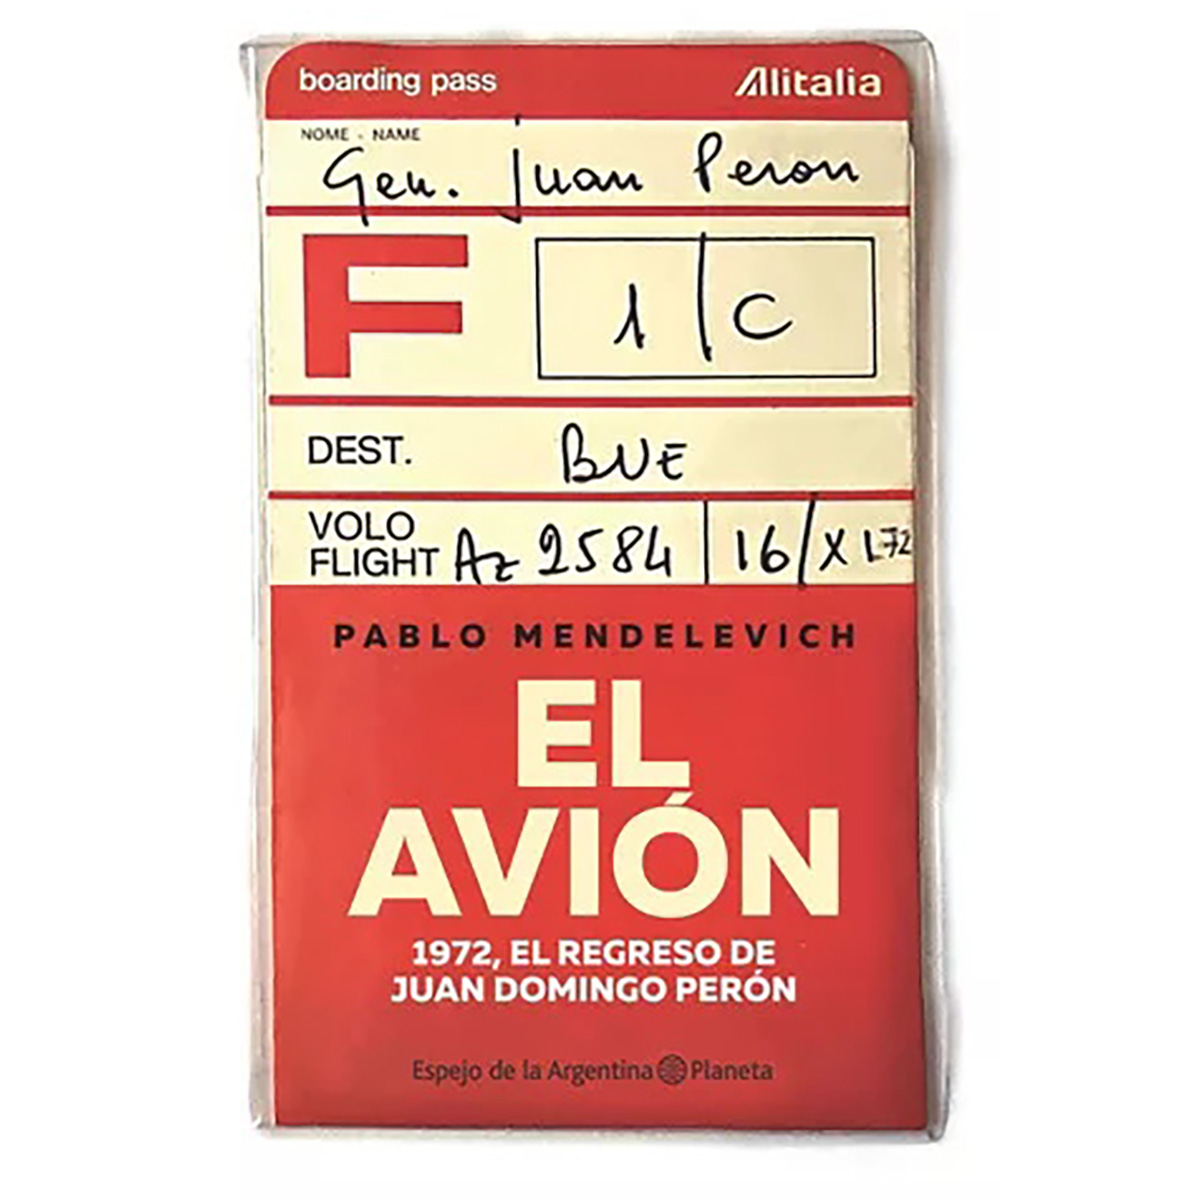 boarding pass Alitalia
NOME - NAME
Gen. Juan Peron
F 1/C
DEST. BUE
VOLO
FLIGHT Az 2584 | 16/XI-72
PABLO MENDELEVICH
EL
AVIÓN
1972, EL REGRESO DE
JUAN DOMINGO PERÓN
Espejo de la Argentina Planeta